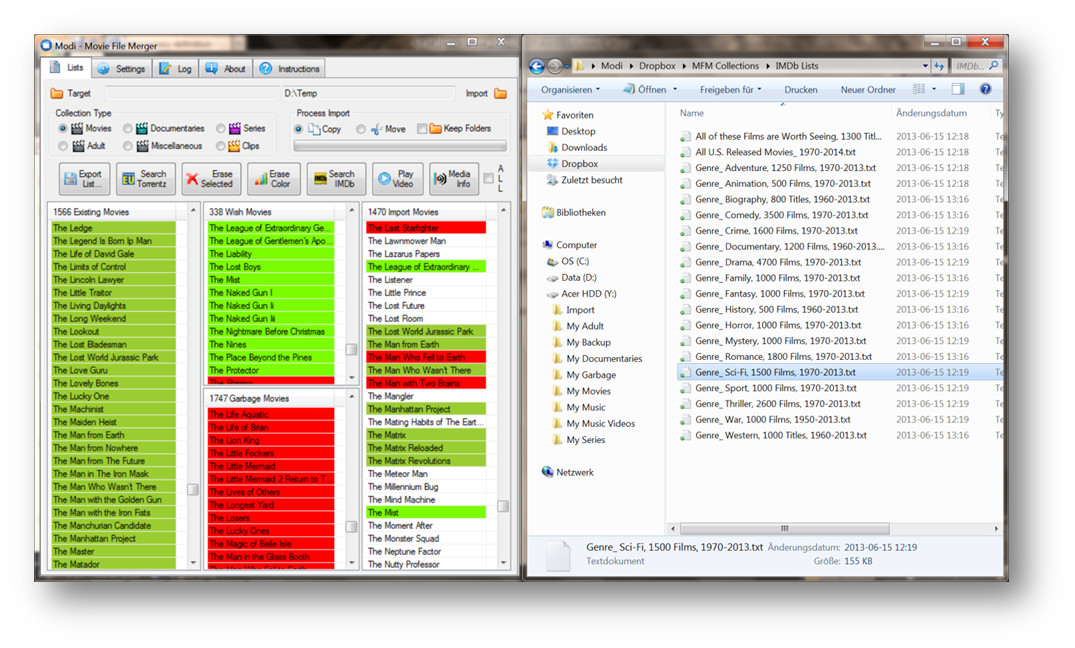 Modi - Movie File Merger
Lists
Settings
Log
About
Instructions
Target
D:\Temp
Import
Collection Type
Movies
Documentaries
Series
Adult
Miscellaneous
Clips
Process Import
Copy
Move
Keep Folders
Export List...
Search Torrentz
Erase Selected
Erase Color
Search IMDb
Play Video
Media Info
A
L
L
1566 Existing Movies
The Ledge
The Legend Is Born Ip Man
The Life of David Gale
The Limits of Control
The Lincoln Lawyer
The Little Traitor
The Living Daylights
The Long Weekend
The Lookout
The Lost Bladesman
The Lost World Jurassic Park
The Love Guru
The Lovely Bones
The Lucky One
The Machinist
The Maiden Heist
The Man from Earth
The Man from Nowhere
The Man from The Future
The Man in The Iron Mask
The Man Who Wasn't There
The Man with the Golden Gun
The Man with the Iron Fists
The Manchurian Candidate
The Manhattan Project
The Master
The Matador
338 Wish Movies
The League of Extraordinary Ge...
The League of Gentlemen's Apo...
The Liability
The Lost Boys
The Mist
The Naked Gun I
The Naked Gun Ii
The Naked Gun Iii
The Nightmare Before Christmas
The Nines
The Place Beyond the Pines
The Protector
1747 Garbage Movies
The Life Aquatic
The Life of Brian
The Lion King
The Little Fockers
The Little Mermaid
The Little Mermaid 2 Return to T...
The Lives of Others
The Longest Yard
The Losers
The Lucky Ones
The Magic of Belle Isle
The Man in the Glass Booth
1470 Import Movies
The Last Starfighter
The Lawnmower Man
The Lazarus Papers
The League of Extraordinary ...
The Listener
The Little Prince
The Lost Future
The Lost Room
The Lost World Jurassic Park
The Man from Earth
The Man Who Fell to Earth
The Man Who Wasn't There
The Man with Two Brains
The Mangler
The Manhattan Project
The Mating Habits of The Eart...
The Matrix
The Matrix Reloaded
The Matrix Revolutions
The Meteor Man
The Millennium Bug
The Mind Machine
The Mist
The Moment After
The Monster Squad
The Neptune Factor
The Nutty Professor
Modi
Dropbox
MFM Collections
IMDb Lists
IMDb...
Organisieren
Öffnen
Freigeben für
Drucken
Neuer Ordner
Favoriten
Desktop
Downloads
Dropbox
Zuletzt besucht
Bibliotheken
Computer
OS (C:)
Data (D:)
Acer HDD (Y:)
Import
My Adult
My Backup
My Documentaries
My Garbage
My Movies
My Music
My Music Videos
My Series
Netzwerk
Name Änderungsdatum Ty
All of these Films are Worth Seeing, 1300 Titl... 2013-06-15 12:18 Te
All U.S. Released Movies_ 1970-2014.txt 2013-06-15 12:18 Te
Genre_ Adventure, 1250 Films, 1970-2013.txt 2013-06-15 12:18 Te
Genre_ Animation, 500 Films, 1970-2013.txt 2013-06-15 12:18 Te
Genre_ Biography, 800 Titles, 1960-2013.txt 2013-06-15 13:16 Te
Genre_ Comedy, 3500 Films, 1970-2013.txt 2013-06-15 12:19 Te
Genre_ Crime, 1600 Films, 1970-2013.txt 2013-06-15 13:16 Te
Genre_ Documentary, 1200 Films, 1960-2013.... 2013-06-15 13:16 Te
Genre_ Drama, 4700 Films, 1970-2013.txt 2013-06-15 12:19 Te
Genre_ Family, 1000 Films, 1970-2013.txt 2013-06-15 13:16 Te
Genre_ Fantasy, 1000 Films, 1970-2013.txt 2013-06-15 12:19 Te
Genre_ History, 500 Films, 1960-2013.txt 2013-06-15 13:16 Te
Genre_ Horror, 1000 Films, 1970-2013.txt 2013-06-15 12:19 Te
Genre_ Mystery, 1000 Films, 1970-2013.txt 2013-06-15 12:19 Te
Genre_ Romance, 1800 Films, 1970-2013.txt 2013-06-15 13:16 Te
Genre_ Sci-Fi, 1500 Films, 1970-2013.txt 2013-06-15 12:19 Te
Genre_ Sport, 1000 Films, 1970-2013.txt 2013-06-15 13:16 Te
Genre_ Thriller, 2600 Films, 1970-2013.txt 2013-06-15 12:19 Te
Genre_ War, 1000 Films, 1950-2013.txt 2013-06-15 13:16 Te
Genre_ Western, 1000 Titles, 1960-2013.txt 2013-06-15 13:16 Te
Genre_ Sci-Fi, 1500 Films, 1970-2013.txt Änderungsdatum: 2013-06-15 12:19
Textdokument Größe: 155 KB